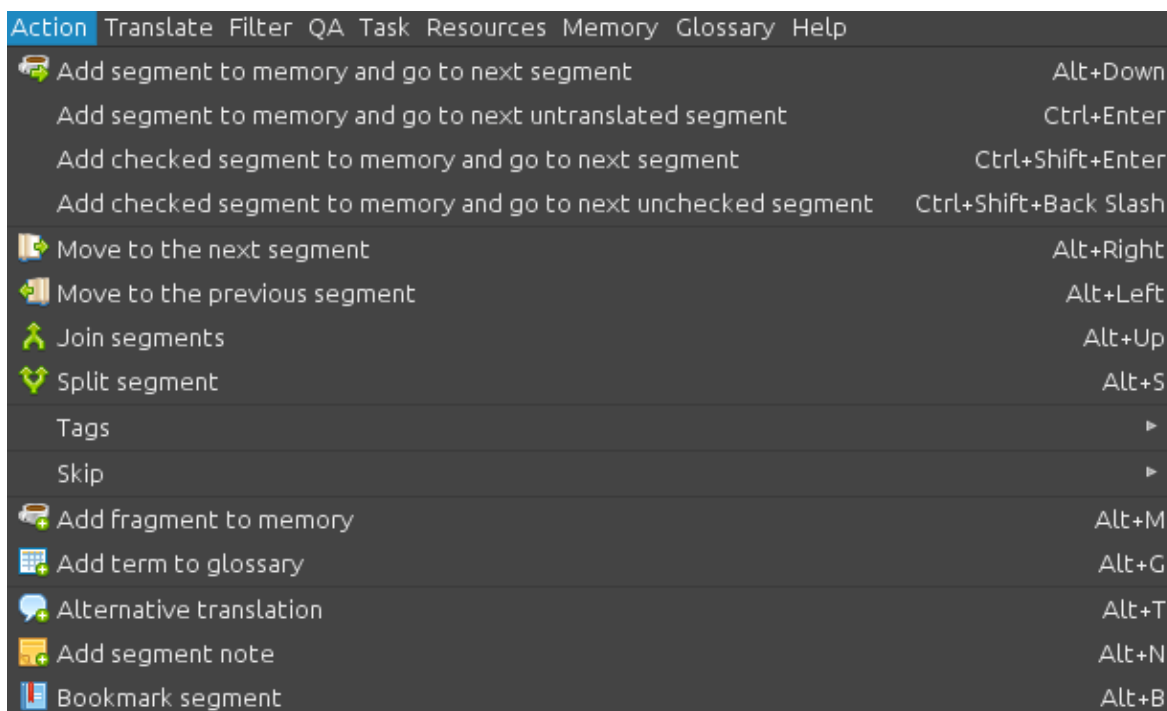 Action Translate Filter QA Task Resources Memory Glossary Help
Add segment to memory and go to next segment Alt+Down
Add segment to memory and go to next untranslated segment Ctrl+Enter
Add checked segment to memory and go to next segment Ctrl+Shift+Enter
Add checked segment to memory and go to next unchecked segment Ctrl+Shift+Back Slash
Move to the next segment Alt+Right
Move to the previous segment Alt+Left
Join segments Alt+Up
Split segment Alt+S
Tags
Skip
Add fragment to memory Alt+M
Add term to glossary Alt+G
Alternative translation Alt+T
Add segment note Alt+N
Bookmark segment Alt+B